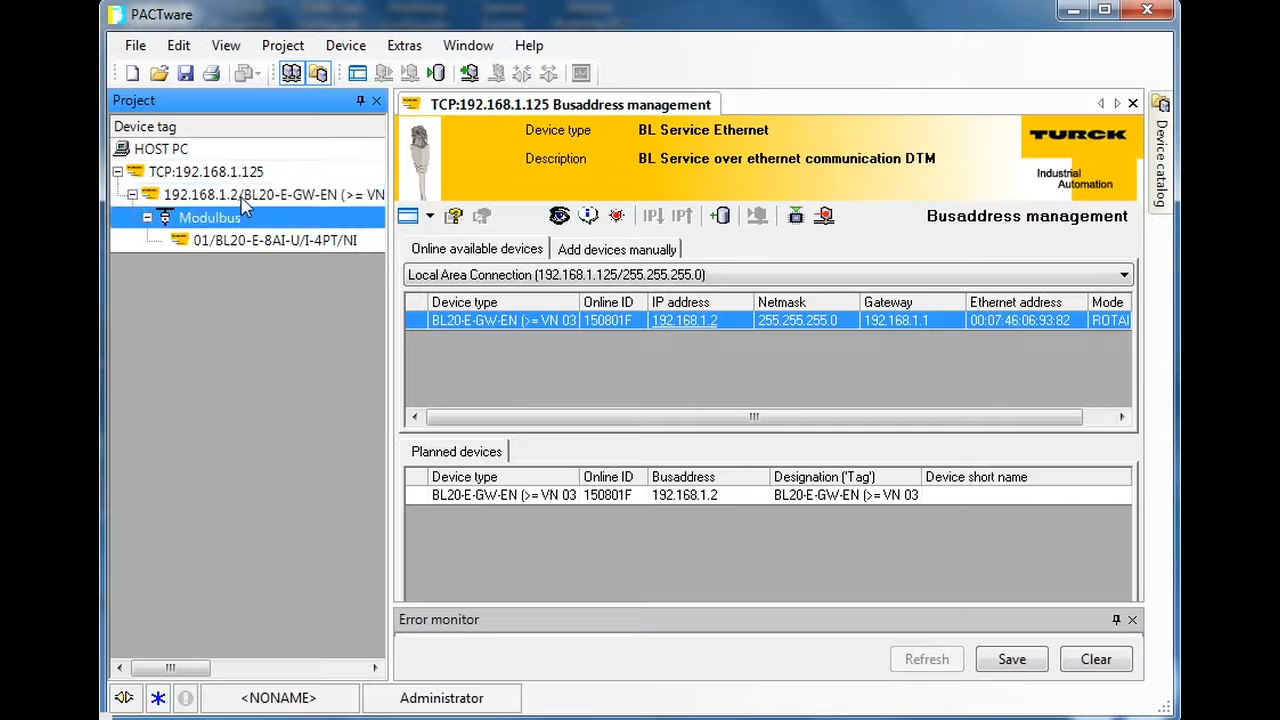 PACTware
File Edit View Project Device Extras Window Help
Project
Device tag
HOST PC
TCP:192.168.1.125
192.168.1.2/BL20-E-GW-EN (>= VN
Modulbus
01/BL20-E-8AI-U/I-4PT/NI
TCP:192.168.1.125 Busaddress management
Device type BL Service Ethernet
Description BL Service over ethernet communication DTM
TURCK
Industrial
Automation
Device catalog
Busaddress management
Online available devices Add devices manually
Local Area Connection (192.168.1.125/255.255.255.0)
Device type Online ID IP address Netmask Gateway Ethernet address Mode
BL20-E-GW-EN (>= VN 03 150801F 192.168.1.2 255.255.255.0 192.168.1.1 00:07:46:06:93:82 ROTAI
Planned devices
Device type Online ID Busaddress Designation ('Tag') Device short name
BL20-E-GW-EN (>= VN 03 150801F 192.168.1.2 BL20-E-GW-EN (>= VN 03
Error monitor
Refresh Save Clear
<NONAME> Administrator